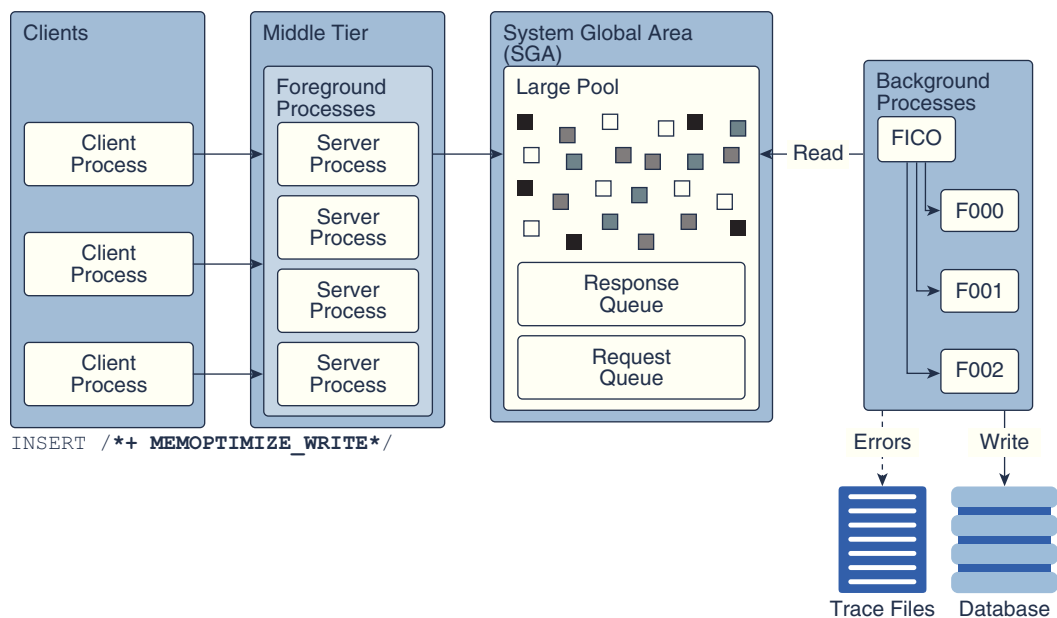 Clients
Client
Process
Client
Process
Client
Process
INSERT /*+ MEMOPTIMIZE_WRITE*/
Middle Tier
Foreground
Processes
Server
Process
Server
Process
Server
Process
Server
Process
System Global Area
(SGA)
Large Pool
Response
Queue
Request
Queue
Read
Background
Processes
FICO
F000
F001
F002
Errors
Write
Trace Files
Database